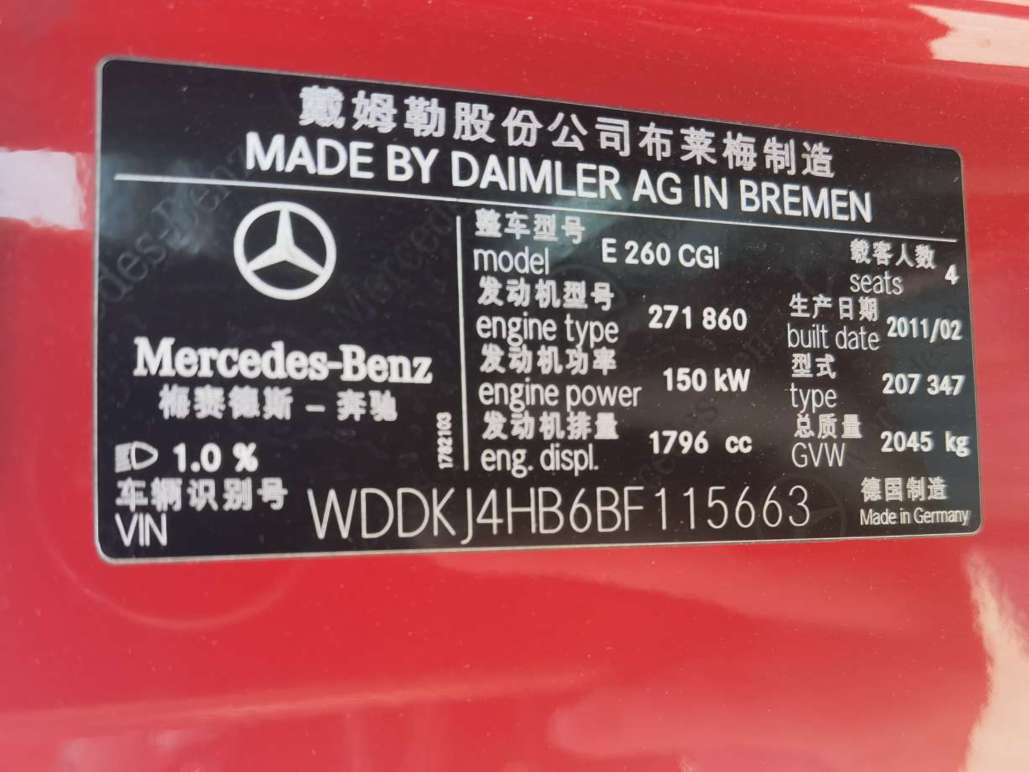 戴姆勒股份公司布莱梅制造
MADE BY DAIMLER AG IN BREMEN
整车型号
model E 260 CGI
载客人数
seats 4
发动机型号
engine type 271 860
生产日期
built date 2011/02
发动机功率
engine power 150 kW
型式
type 207 347
发动机排量
eng. displ. 1796 cc
总质量
GVW 2045 kg
Mercedes-Benz
梅赛德斯 - 奔驰
1782103
1.0 %
车辆识别号
VIN WDDKJ4HB6BF115663
德国制造
Made in Germany